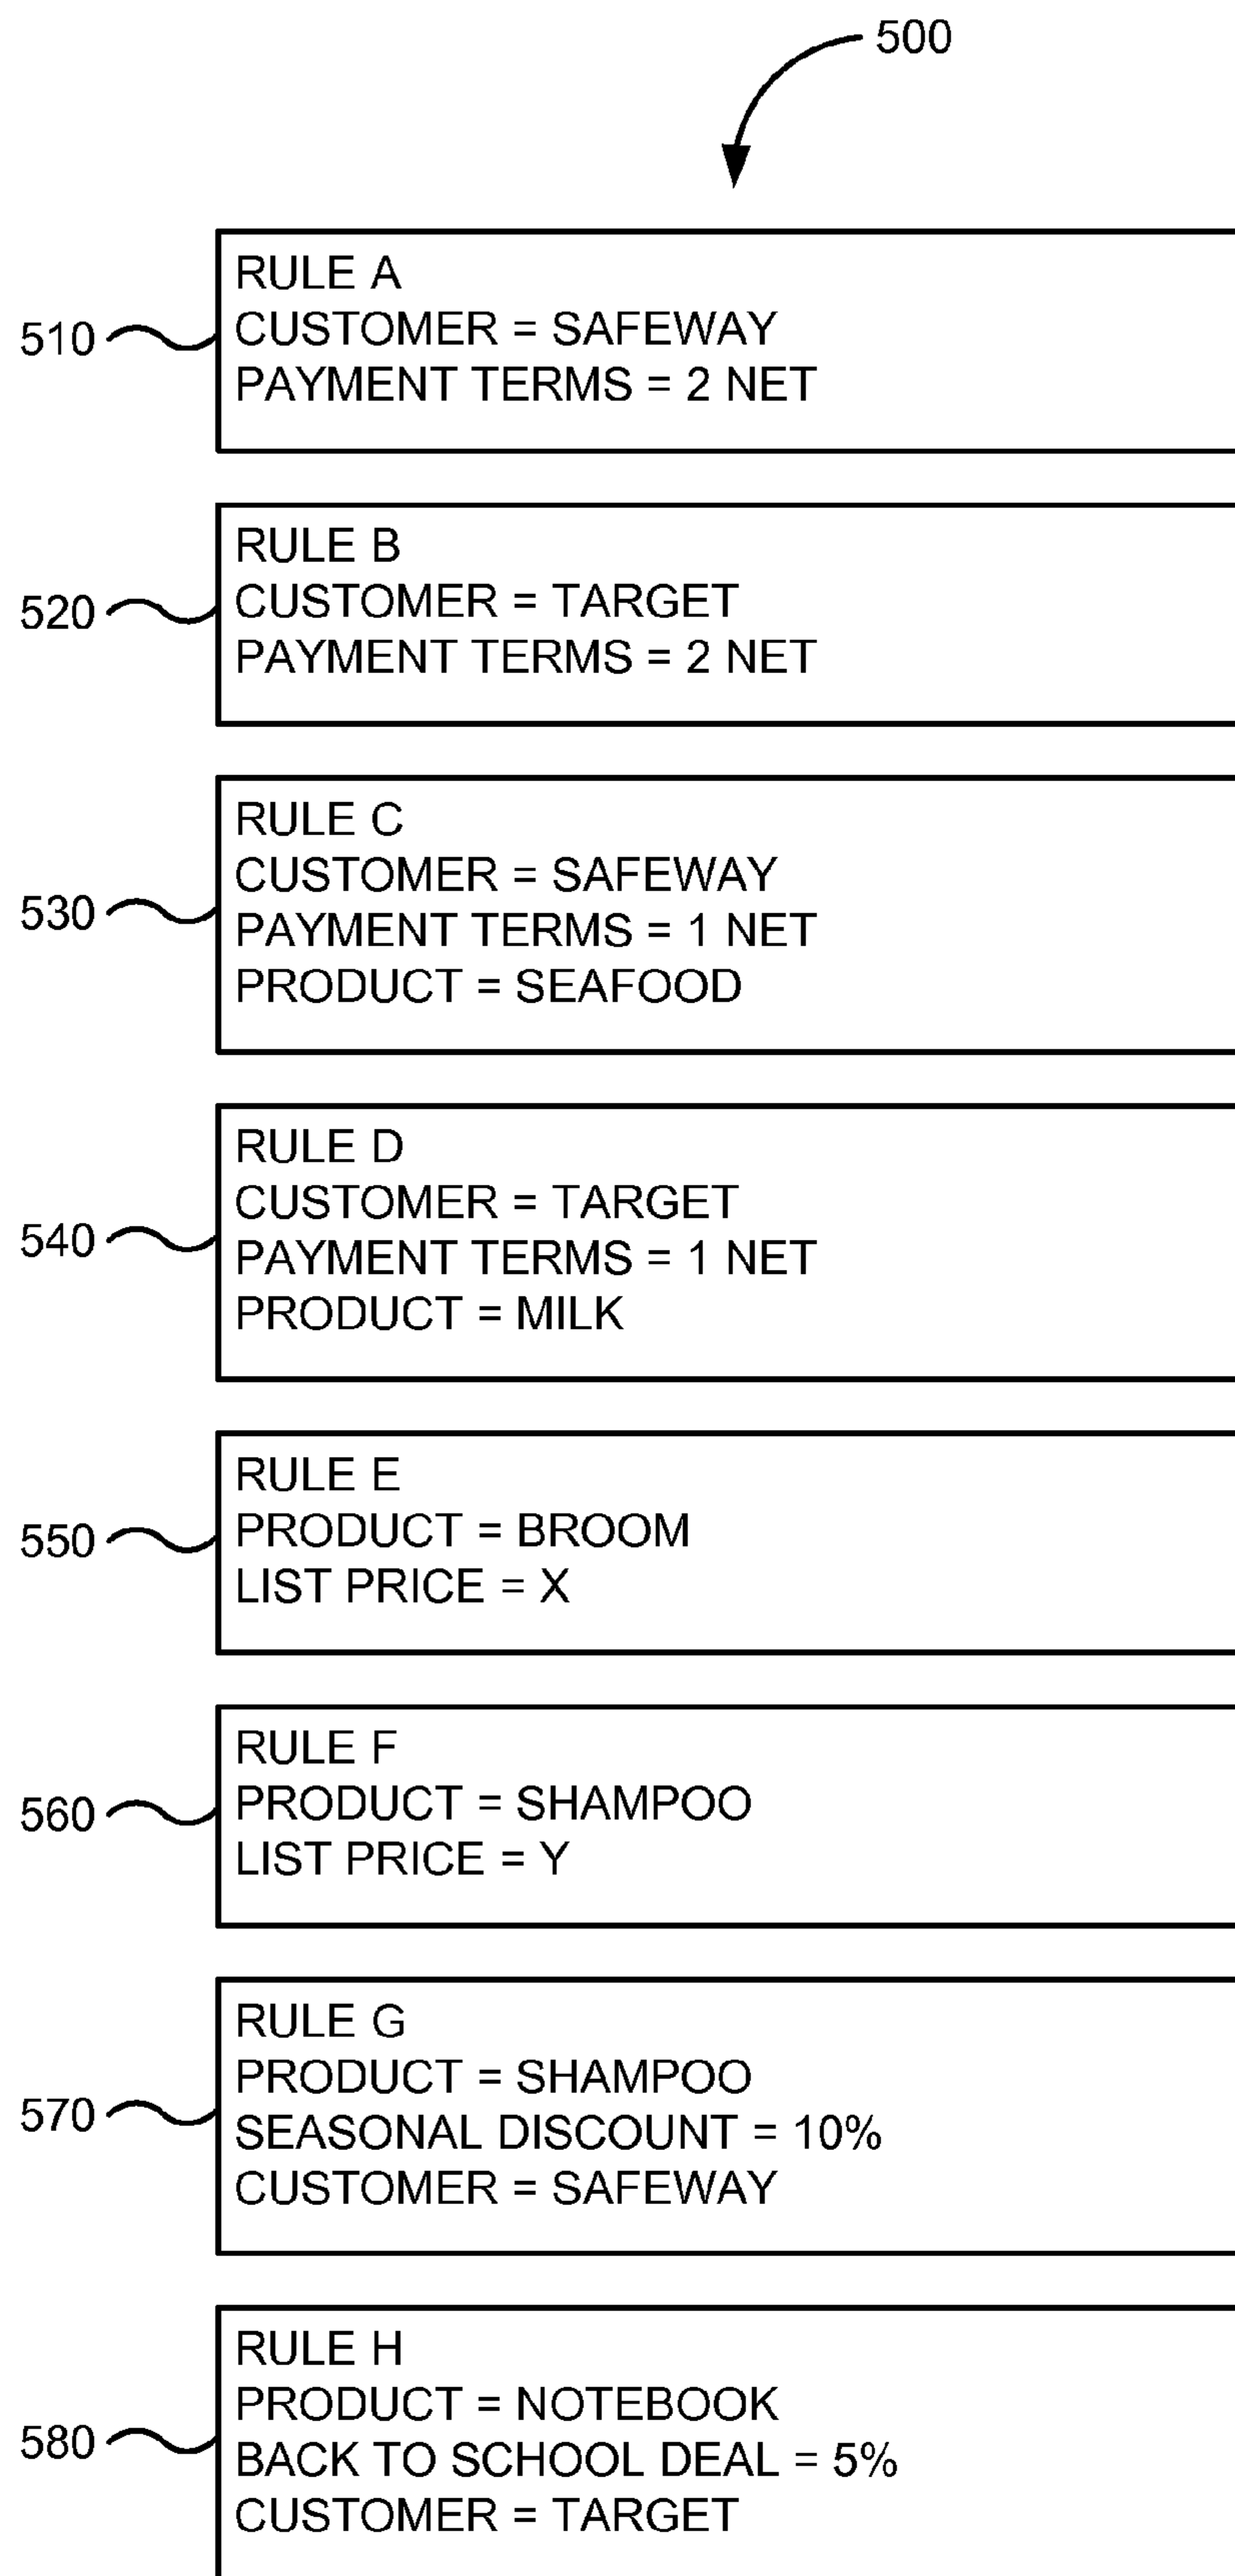 500
510
RULE A
CUSTOMER = SAFEWAY
PAYMENT TERMS = 2 NET
520
RULE B
CUSTOMER = TARGET
PAYMENT TERMS = 2 NET
530
RULE C
CUSTOMER = SAFEWAY
PAYMENT TERMS = 1 NET
PRODUCT = SEAFOOD
540
RULE D
CUSTOMER = TARGET
PAYMENT TERMS = 1 NET
PRODUCT = MILK
550
RULE E
PRODUCT = BROOM
LIST PRICE = X
560
RULE F
PRODUCT = SHAMPOO
LIST PRICE = Y
570
RULE G
PRODUCT = SHAMPOO
SEASONAL DISCOUNT = 10%
CUSTOMER = SAFEWAY
580
RULE H
PRODUCT = NOTEBOOK
BACK TO SCHOOL DEAL = 5%
CUSTOMER = TARGET